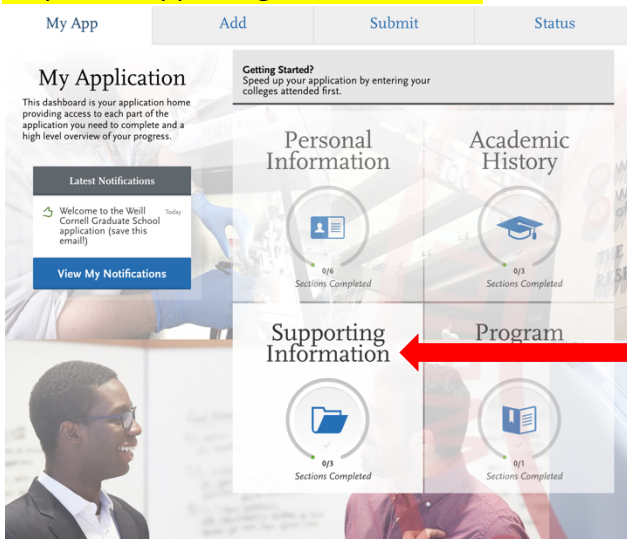 My App
Add
Submit
Status
My Application
This dashboard is your application home
providing access to each part of the
application you need to complete and a
high level overview of your progress.
Latest Notifications
Welcome to the Weill
Cornell Graduate School
application (save this
email!)
Today
View My Notifications
Getting Started?
Speed up your application by entering your
colleges attended first.
Personal
Information
0/6
Sections Completed
Academic
History
0/3
Sections Completed
Supporting
Information
0/3
Sections Completed
Program
0/1
Sections Completed